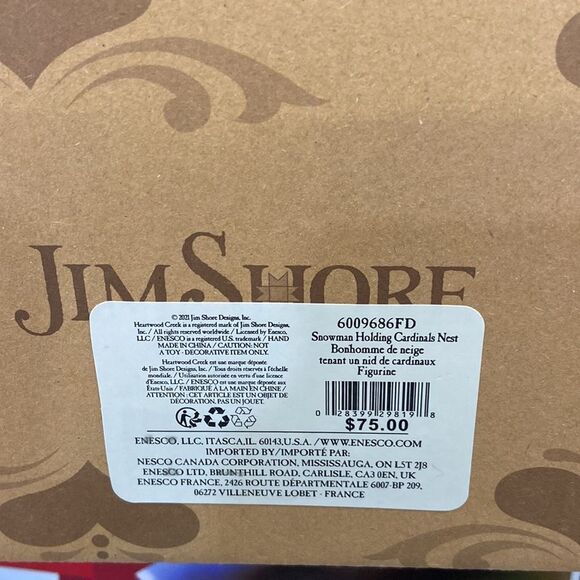 JIM SHORE
© 2021 Jim Shore Designs, Inc.
Heartwood Creek is a registered mark of Jim Shore Designs,
Inc. / All rights reserved worldwide / Licensed by Enesco,
LLC / ENESCO is a registered U.S. trademark / HAND
MADE IN CHINA / CAUTION: NOT
A TOY - DECORATIVE ITEM ONLY.
Heartwood Creek est une marque déposée
de Jim Shore Designs, Inc. / Tous droits réservés à l'échelle
mondiale. / Utilisation autorisée en vertu d'une licence
d'Enesco, LLC. / ENESCO est une marque déposée aux
États-Unis / FABRIQUÉ À LA MAIN EN CHINE /
ATTENTION : CET ARTICLE EST UN OBJET DE
DÉCORATION, PAS UN JOUET.
6009686FD
Snowman Holding Cardinals Nest
Bonhomme de neige
tenant un nid de cardinaux
Figurine
0 28399 29819 8
$75.00
ENESCO, LLC, ITASCA, IL. 60143, U.S.A. /WWW.ENESCO.COM
IMPORTED BY/IMPORTÉ PAR:
NESCO CANADA CORPORATION, MISSISSAUGA, ON L5T 2J8
ENESCO LTD, BRUNTHILL ROAD, CARLISLE, CA3 0EN, UK
ENESCO FRANCE, 2426 ROUTE DÉPARTEMENTALE 6007-BP 209,
06272 VILLENEUVE LOBET - FRANCE